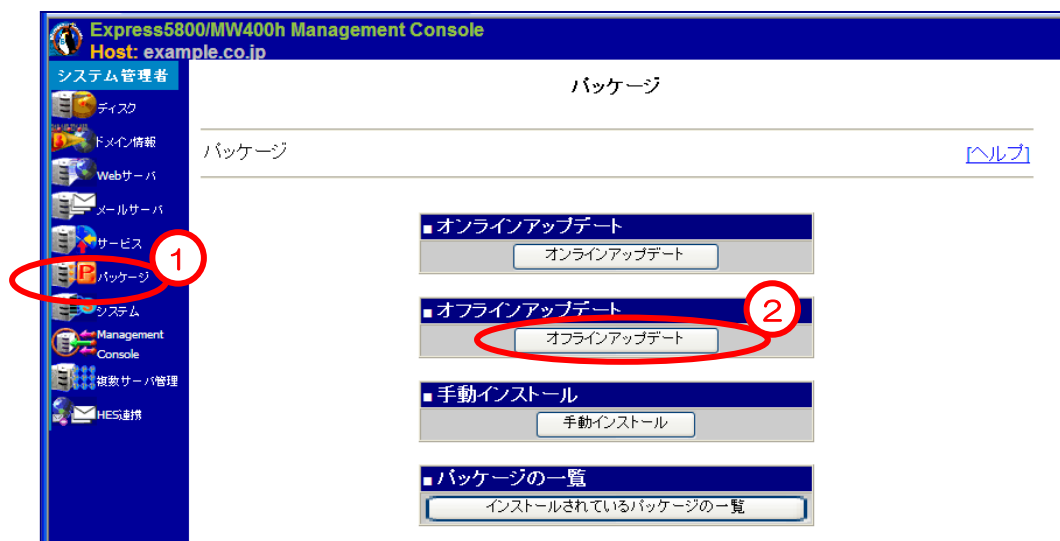 Express5800/MW400h Management Console
Host: example.co.jp
システム管理者
ディスク
ドメイン情報
Webサーバ
メールサーバ
サービス
パッケージ
システム
Management
Console
複数サーバ管理
HES連携
①
パッケージ
パッケージ
[ヘルプ]
■オンラインアップデート
オンラインアップデート
■オフラインアップデート
②
オフラインアップデート
■手動インストール
手動インストール
■パッケージの一覧
インストールされているパッケージの一覧